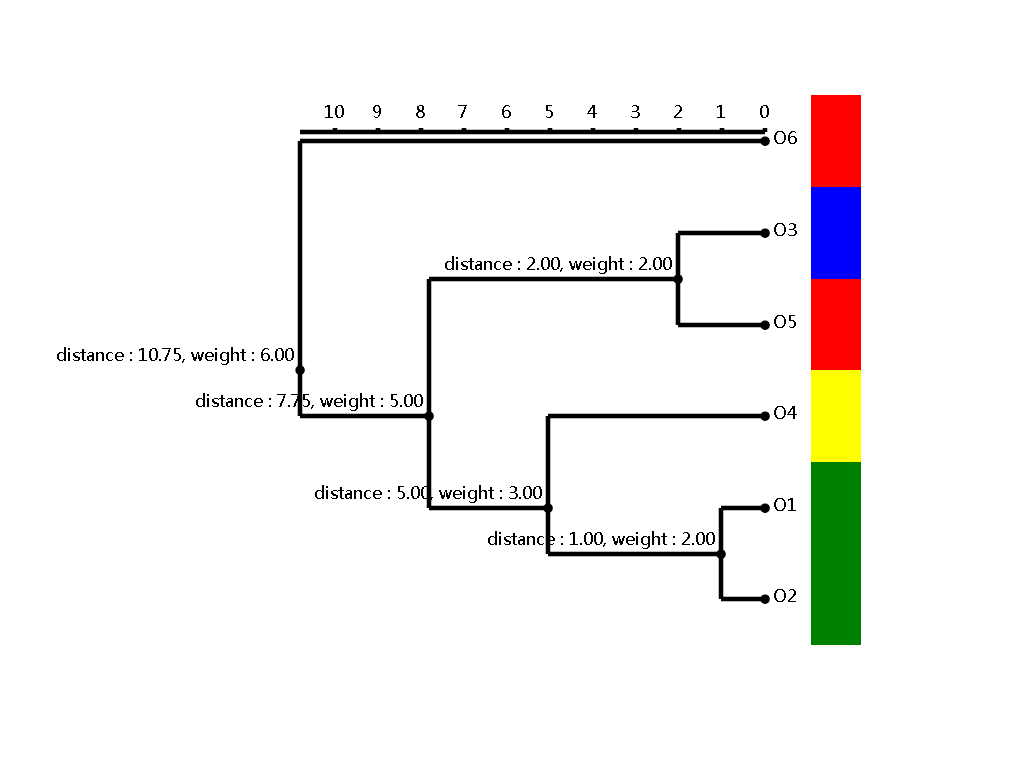 10 9 8 7 6 5 4 3 2 1 0
O6
O3
distance : 2.00, weight : 2.00
O5
distance : 10.75, weight : 6.00
distance : 7.75, weight : 5.00
O4
distance : 5.00, weight : 3.00
O1
distance : 1.00, weight : 2.00
O2